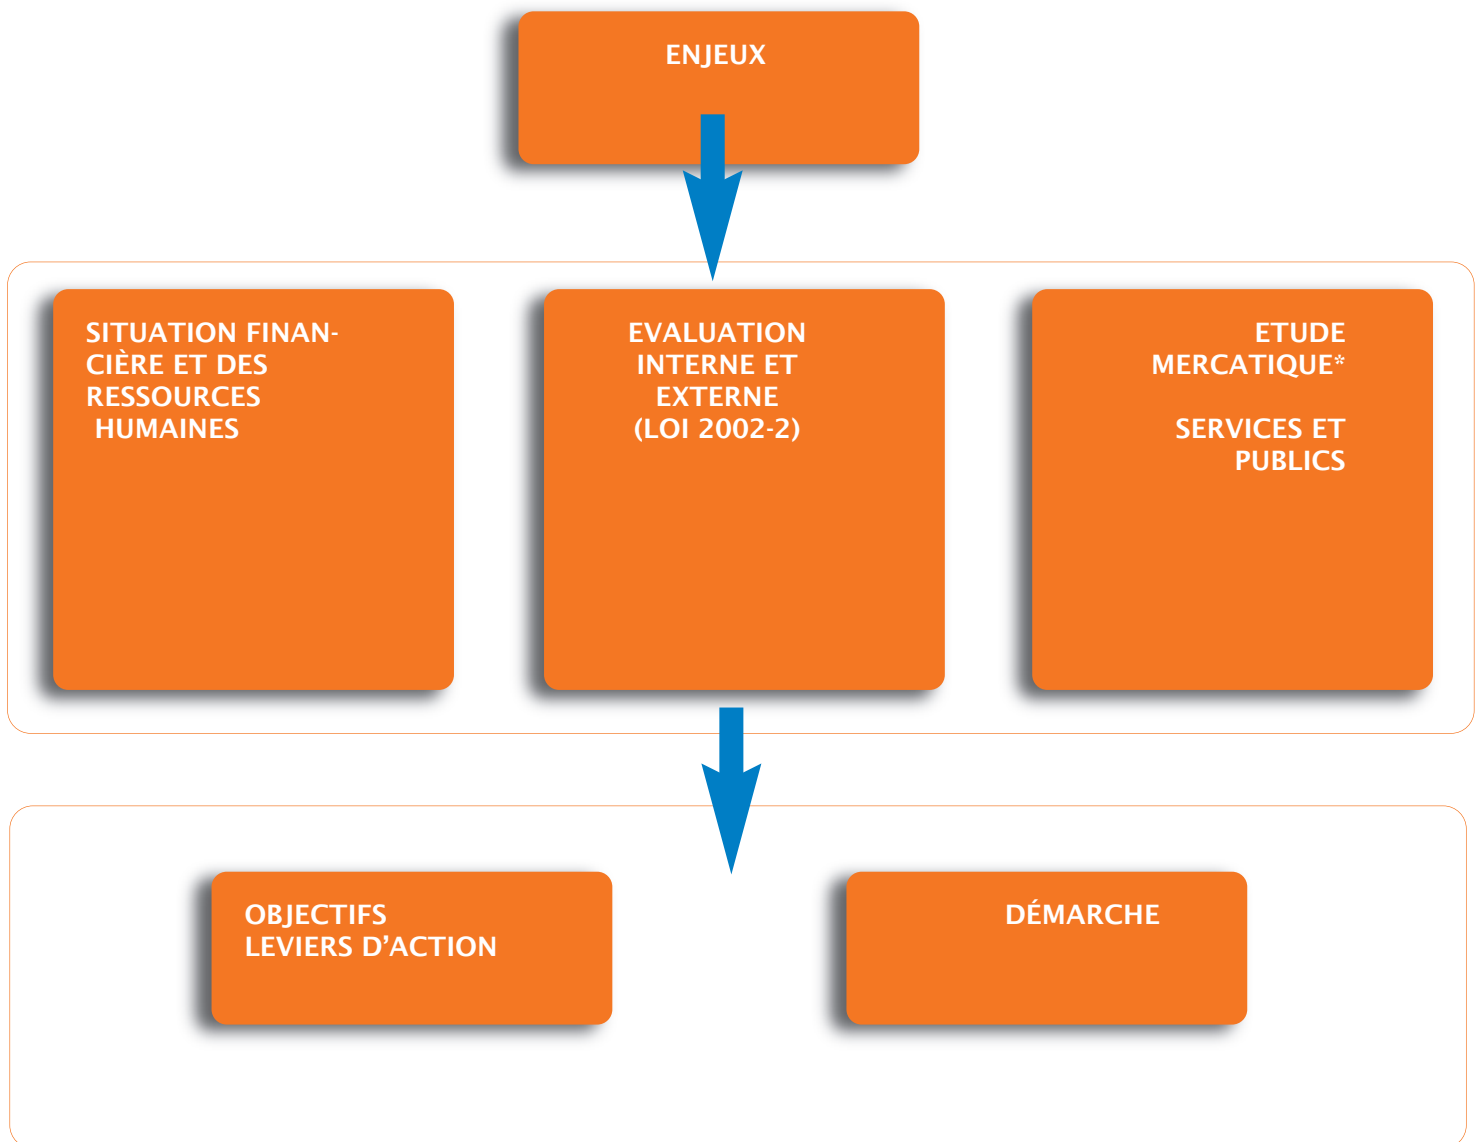 ENJEUX
SITUATION FINAN-
CIÈRE ET DES
RESSOURCES
HUMAINES
EVALUATION
INTERNE ET
EXTERNE
(LOI 2002-2)
ETUDE
MERCATIQUE*
SERVICES ET
PUBLICS
OBJECTIFS
LEVIERS D’ACTION
DÉMARCHE